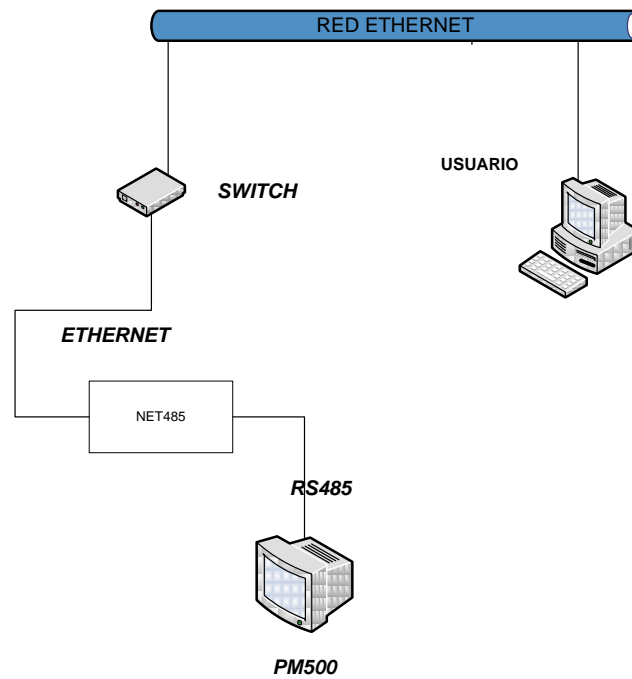 RED ETHERNET
USUARIO
SWITCH
ETHERNET
NET485
RS485
PM500